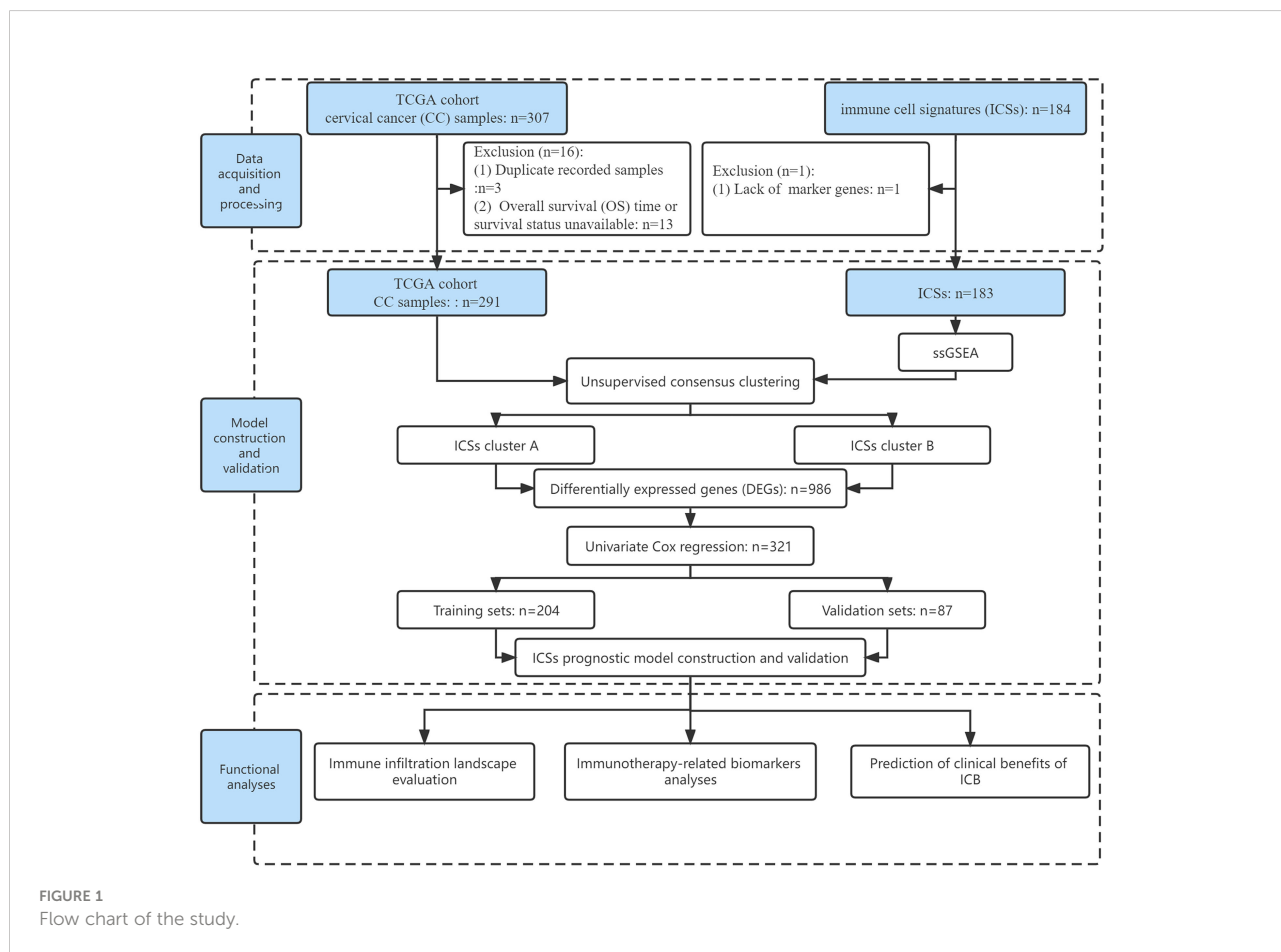 TCGA cohort
cervical cancer (CC) samples: n=307
immune cell signatures (ICSs): n=184
Data
acquisition
and
processing
Exclusion (n=16):
(1) Duplicate recorded samples
:n=3
(2) Overall survival (OS) time or
survival status unavailable: n=13
Exclusion (n=1):
(1) Lack of marker genes: n=1
TCGA cohort
CC samples: : n=291
ICSs: n=183
ssGSEA
Unsupervised consensus clustering
Model
construction
and
validation
ICSs cluster A
ICSs cluster B
Differentially expressed genes (DEGs): n=986
Univariate Cox regression: n=321
Training sets: n=204
Validation sets: n=87
ICSs prognostic model construction and validation
Functional
analyses
Immune infiltration landscape
evaluation
Immunotherapy-related biomarkers
analyses
Prediction of clinical benefits of
ICB
FIGURE 1
Flow chart of the study.